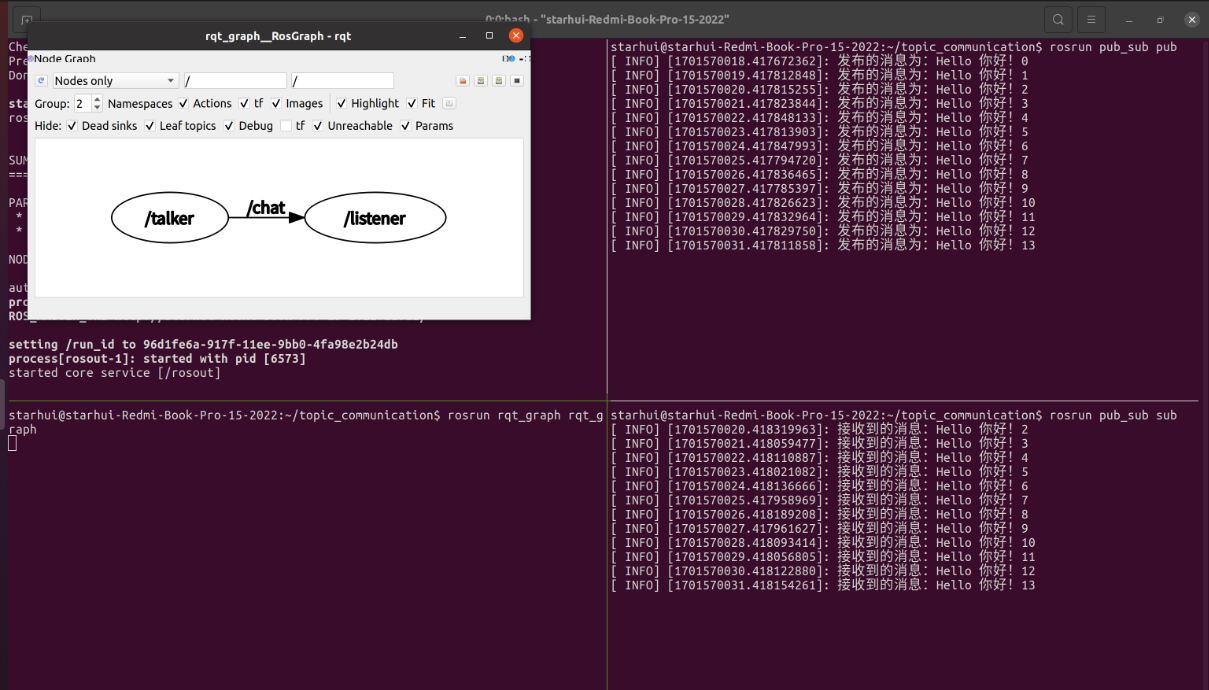 0:0:bash - "starhui-Redmi-Book-Pro-15-2022"
rqt_graph__RosGraph - rqt
Node Graph
Nodes only
/
/
Group: 2 Namespaces Actions tf Images Highlight Fit
Hide: Dead sinks Leaf topics Debug tf Unreachable Params
/talker
/chat
/listener
Che
Pre
Don
sta
ros
SUM
===
PAR
*
*
NOD
aut
pro
setting /run_id to 96d1fe6a-917f-11ee-9bb0-4fa98e2b24db
process[rosout-1]: started with pid [6573]
started core service [/rosout]
starhui@starhui-Redmi-Book-Pro-15-2022:~/topic_communication$ rosrun pub_sub pub
[ INFO] [1701570018.417672362]: 发布的消息为: Hello 你好! 0
[ INFO] [1701570019.417812848]: 发布的消息为: Hello 你好! 1
[ INFO] [1701570020.417815255]: 发布的消息为: Hello 你好! 2
[ INFO] [1701570021.417823844]: 发布的消息为: Hello 你好! 3
[ INFO] [1701570022.417848133]: 发布的消息为: Hello 你好! 4
[ INFO] [1701570023.417813903]: 发布的消息为: Hello 你好! 5
[ INFO] [1701570024.417847993]: 发布的消息为: Hello 你好! 6
[ INFO] [1701570025.417794720]: 发布的消息为: Hello 你好! 7
[ INFO] [1701570026.417836465]: 发布的消息为: Hello 你好! 8
[ INFO] [1701570027.417785397]: 发布的消息为: Hello 你好! 9
[ INFO] [1701570028.417826623]: 发布的消息为: Hello 你好! 10
[ INFO] [1701570029.417832964]: 发布的消息为: Hello 你好! 11
[ INFO] [1701570030.417829750]: 发布的消息为: Hello 你好! 12
[ INFO] [1701570031.417811858]: 发布的消息为: Hello 你好! 13
starhui@starhui-Redmi-Book-Pro-15-2022:~/topic_communication$ rosrun rqt_graph rqt_g
raph
starhui@starhui-Redmi-Book-Pro-15-2022:~/topic_communication$ rosrun pub_sub sub
[ INFO] [1701570020.418319963]: 接收到的消息: Hello 你好! 2
[ INFO] [1701570021.418059477]: 接收到的消息: Hello 你好! 3
[ INFO] [1701570022.418110887]: 接收到的消息: Hello 你好! 4
[ INFO] [1701570023.418021082]: 接收到的消息: Hello 你好! 5
[ INFO] [1701570024.418136666]: 接收到的消息: Hello 你好! 6
[ INFO] [1701570025.417958969]: 接收到的消息: Hello 你好! 7
[ INFO] [1701570026.418189208]: 接收到的消息: Hello 你好! 8
[ INFO] [1701570027.417961627]: 接收到的消息: Hello 你好! 9
[ INFO] [1701570028.418093414]: 接收到的消息: Hello 你好! 10
[ INFO] [1701570029.418056805]: 接收到的消息: Hello 你好! 11
[ INFO] [1701570030.418122880]: 接收到的消息: Hello 你好! 12
[ INFO] [1701570031.418154261]: 接收到的消息: Hello 你好! 13